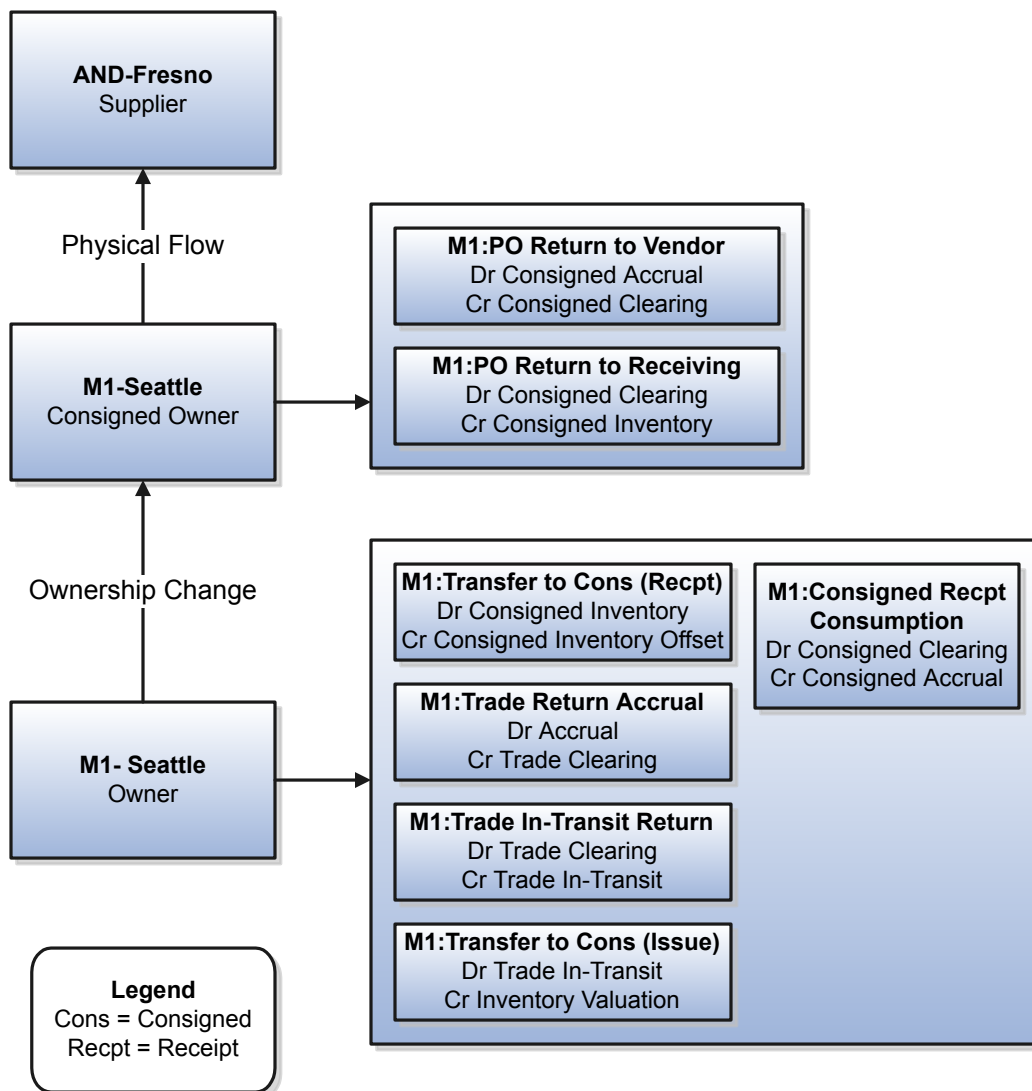 AND-Fresno
Supplier
Physical Flow
M1:PO Return to Vendor
Dr Consigned Accrual
Cr Consigned Clearing
M1:PO Return to Receiving
Dr Consigned Clearing
Cr Consigned Inventory
M1-Seattle
Consigned Owner
Ownership Change
M1:Transfer to Cons (Recpt)
Dr Consigned Inventory
Cr Consigned Inventory Offset
M1:Consigned Recpt
Consumption
Dr Consigned Clearing
Cr Consigned Accrual
M1:Trade Return Accrual
Dr Accrual
Cr Trade Clearing
M1- Seattle
Owner
M1:Trade In-Transit Return
Dr Trade Clearing
Cr Trade In-Transit
M1:Transfer to Cons (Issue)
Dr Trade In-Transit
Cr Inventory Valuation
Legend
Cons = Consigned
Recpt = Receipt